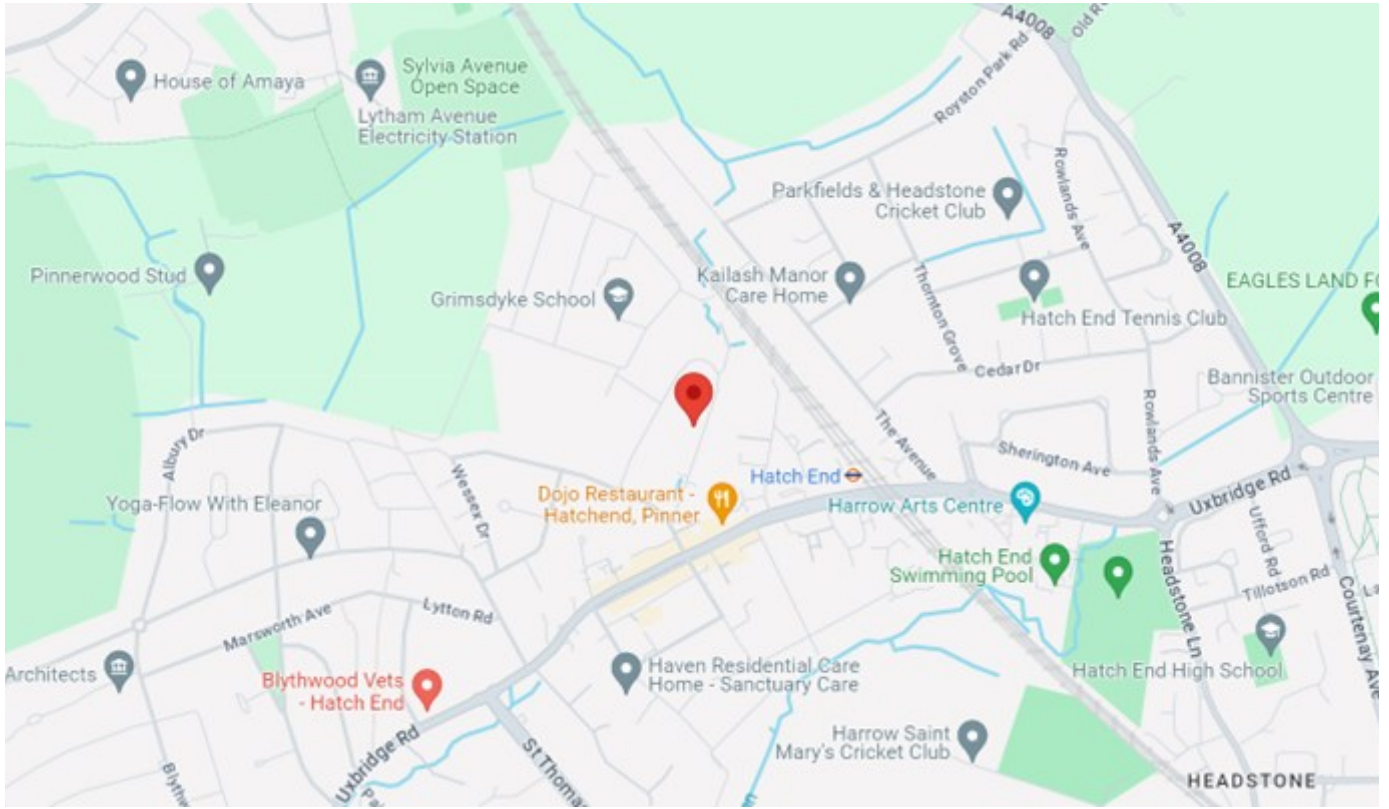 A4008
Old R
Royston Park Rd
House of Amaya
Sylvia Avenue
Open Space
Lytham Avenue
Electricity Station
Rowlands Ave
Parkfields & Headstone
Cricket Club
A4008
Pinnerwood Stud
Grimsdyke School
Kailash Manor
Care Home
Thornton Grove
EAGLES LAND FO
Hatch End Tennis Club
Cedar Dr
Bannister Outdoor
Sports Centre
Rowlands Ave
The Avenue
Albury Dr
Wessex Dr
Sherington Ave
Hatch End
Yoga-Flow With Eleanor
Dojo Restaurant -
Hatchend, Pinner
Harrow Arts Centre
Uxbridge Rd
Ufford Rd
Hatch End
Swimming Pool
Tillotson Rd
Headstone Ln
Courtenay Ave
La
Marsworth Ave
Lytton Rd
Architects
Blythwood Vets
- Hatch End
Haven Residential Care
Home - Sanctuary Care
Hatch End High School
Uxbridge Rd
St Thomas
Harrow Saint
Mary's Cricket Club
Blythw
HEADSTONE